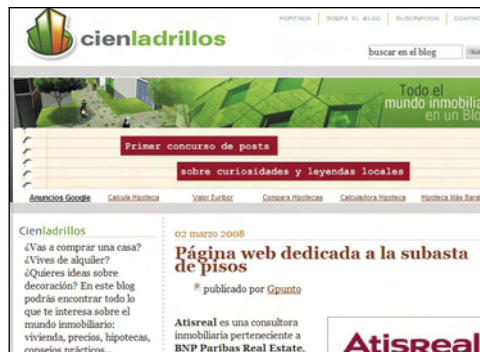 PORTADA SOBRE EL BLOG SUSCRIPCION
cienladrillos
buscar en el blog
Todo el
mundo
en un
Primer concurso de posts
sobre curiosidades y leyendas locales
Anuncios Google Calcula Hipoteca Valor Euribor Compara Hipotecas Calculadora Hipoteca Hipoteca Más
Cienladrillos
¿Vas a comprar una casa?
¿Vives de alquiler?
¿Quieres ideas sobre
decoración? En este blog
podrás encontrar todo lo
que te interesa sobre el
mundo inmobiliario:
vivienda, precios, hipotecas,
consejos prácticos...
02 marzo 2008
Página web dedicada a la subasta
de pisos
publicado por Gpunto
Atisreal es una consultora
inmobiliaria perteneciente a
BNP Paribas Real Estate.
Atisreal